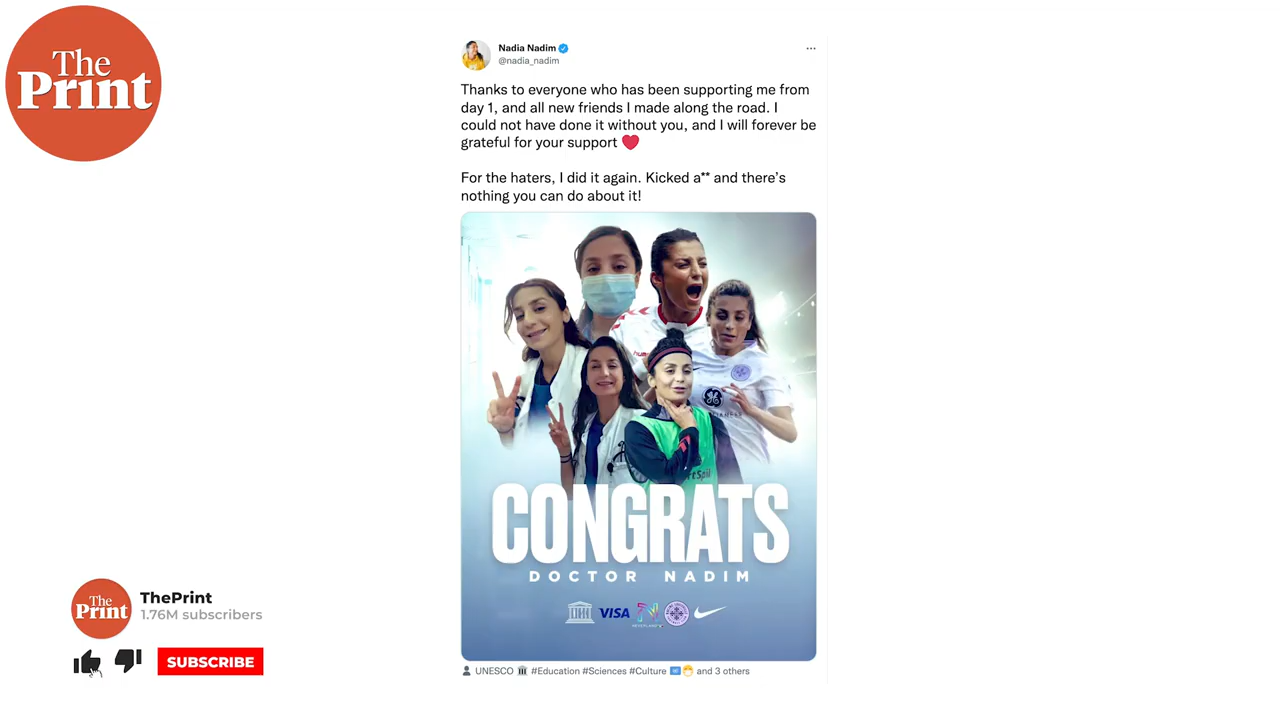 The
Print
Nadia Nadim
@nadia_nadim
Thanks to everyone who has been supporting me from
day 1, and all new friends I made along the road. I
could not have done it without you, and I will forever be
grateful for your support ❤️
For the haters, I did it again. Kicked a** and there's
nothing you can do about it!
CONGRATS
DOCTOR NADIM
VISA
UNESCO 🏛 #Education #Sciences #Culture 🇺🇳😷 and 3 others
The
Print
ThePrint
1.76M subscribers
SUBSCRIBE